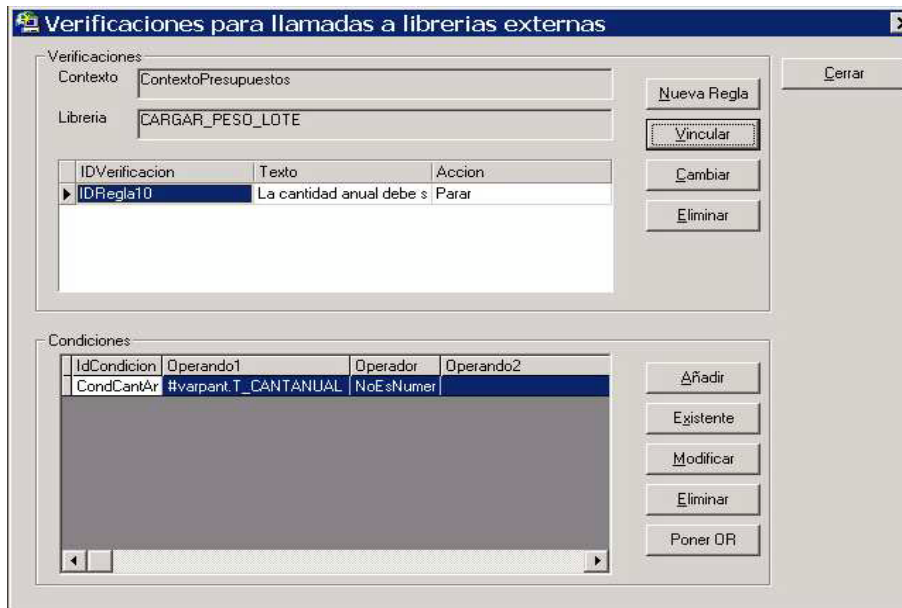 Verificaciones para llamadas a librerias externas
Verificaciones
Contexto ContextoPresupuestos
Libreria CARGAR_PESO_LOTE
IDVerificacion Texto Accion
IDRegla10 La cantidad anual debe s Parar
Nueva Regla
Vincular
Cambiar
Eliminar
Cerrar
Condiciones
IdCondicion Operando1 Operador Operando2
CondCantAr #varpant.T_CANTANUAL NoEsNumer
Añadir
Existente
Modificar
Eliminar
Poner OR